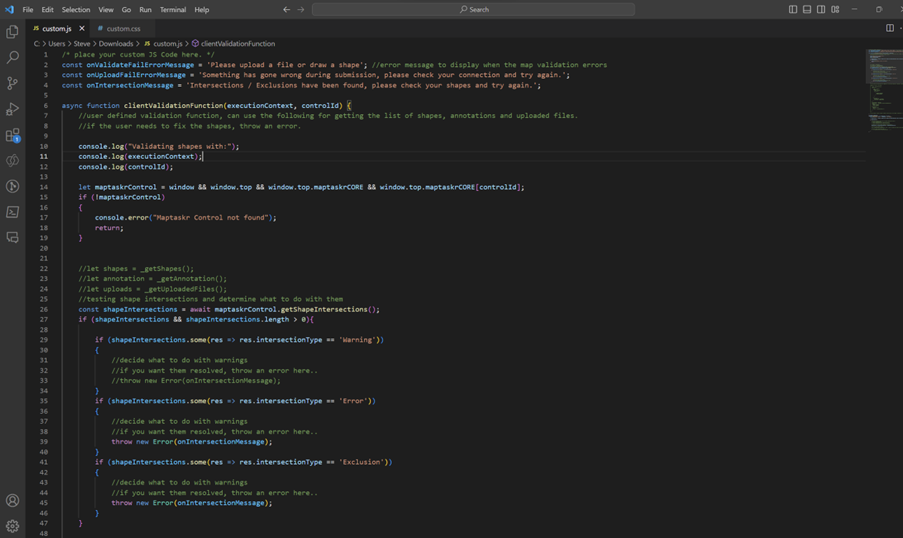 File Edit Selection View Go Run Terminal Help
Search
custom.js custom.css
C: > Users > Steve > Downloads > custom.js > clientValidationFunction
1 /* place your custom JS Code here. */
2 const onValidateFailErrorMessage = 'Please upload a file or draw a shape'; //error message to display when the map validation errors
3 const onUploadFailErrorMessage = 'Something has gone wrong during submission, please check your connection and try again.';
4 const onIntersectionMessage = 'Intersections / Exclusions have been found, please check your shapes and try again.';
5
6 async function clientValidationFunction(executionContext, controlId) {
7 //user defined validation function, can use the following for getting the list of shapes, annotations and uploaded files.
8 //if the user needs to fix the shapes, throw an error.
9
10 console.log("Validating shapes with:");
11 console.log(executionContext);
12 console.log(controlId);
13
14 let maptaskrControl = window && window.top && window.top.maptaskrCORE && window.top.maptaskrCORE[controlId];
15 if (!maptaskrControl)
16 {
17 console.error("Maptaskr Control not found");
18 return;
19 }
20
21
22 //let shapes = _getShapes();
23 //let annotation = _getAnnotation();
24 //let uploads = _getUploadedFiles();
25 //testing shape intersections and determine what to do with them
26 const shapeIntersections = await maptaskrControl.getShapeIntersections();
27 if (shapeIntersections && shapeIntersections.length > 0){
28
29 if (shapeIntersections.some(res => res.intersectionType == 'Warning'))
30 {
31 //decide what to do with warnings
32 //if you want them resolved, throw an error here..
33 //throw new Error(onIntersectionMessage);
34 }
35 if (shapeIntersections.some(res => res.intersectionType == 'Error'))
36 {
37 //decide what to do with warnings
38 //if you want them resolved, throw an error here..
39 throw new Error(onIntersectionMessage);
40 }
41 if (shapeIntersections.some(res => res.intersectionType == 'Exclusion'))
42 {
43 //decide what to do with warnings
44 //if you want them resolved, throw an error here..
45 throw new Error(onIntersectionMessage);
46 }
47 }
48